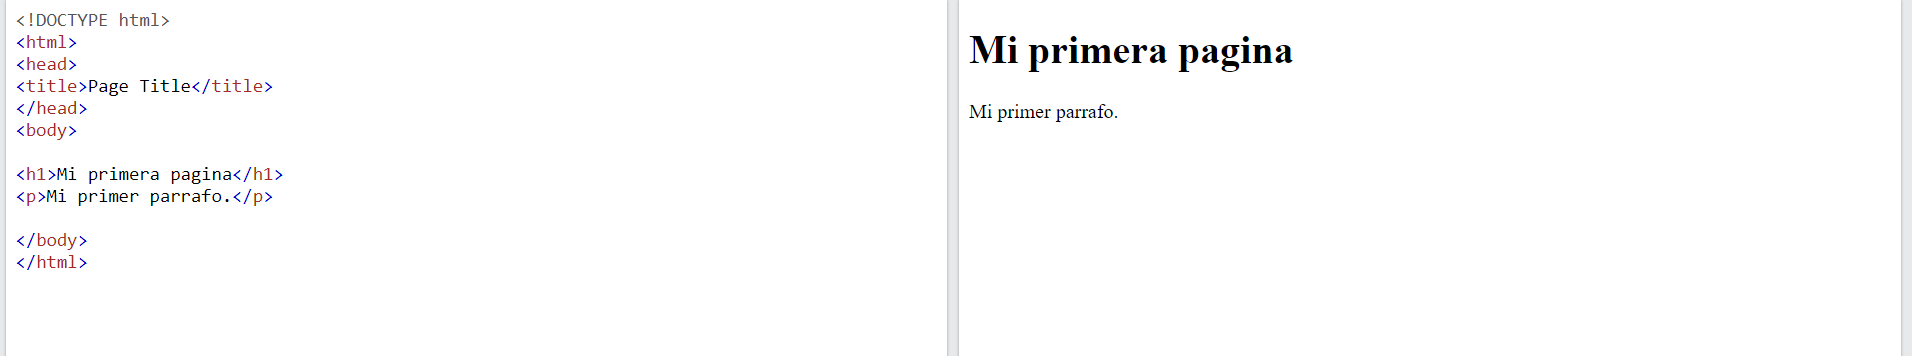 <!DOCTYPE html>
<html>
<head>
<title>Page Title</title>
</head>
<body>
<h1>Mi primera pagina</h1>
<p>Mi primer parrafo.</p>
</body>
</html>
Mi primera pagina
Mi primer parrafo.